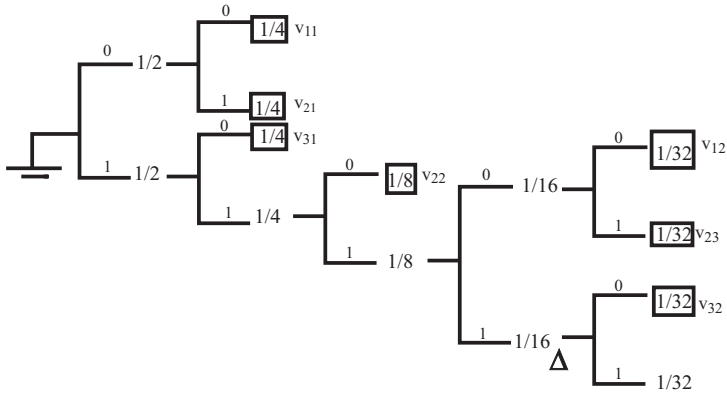 0 1/4 v11
0 1/2
1 1/4 v21
0 1/4 v31
1 1/2
0 1/8 v22
1 1/4
0 1/32 v12
0 1/16
1 1/32 v23
1 1/8
0 1/32 v32
1 1/16
Δ
1 1/32